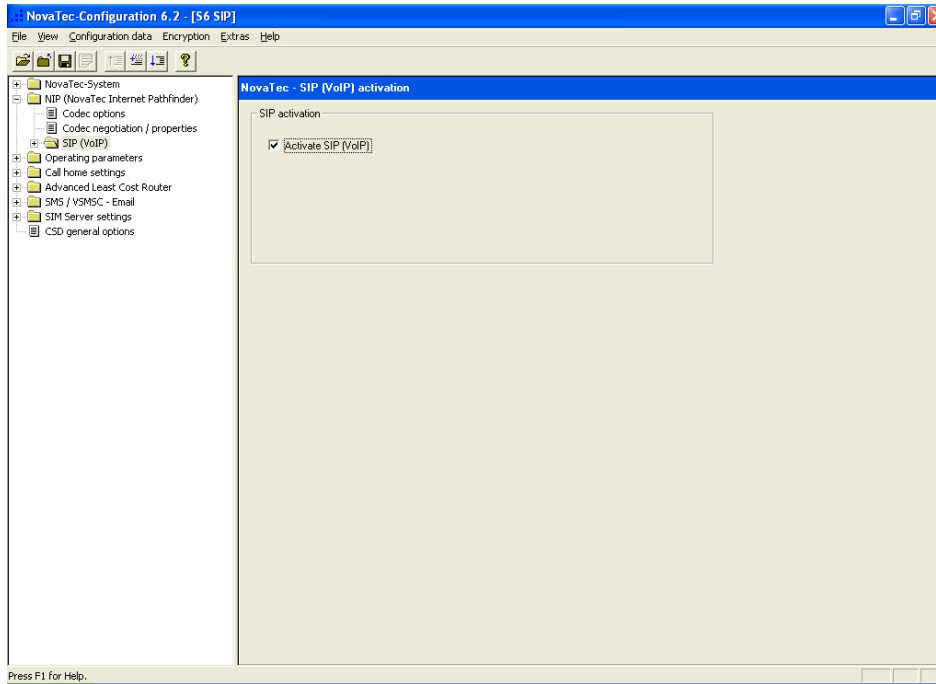 NovaTec-Configuration 6.2 - [S6 SIP]
File View Configuration data Encryption Extras Help
NovaTec-System
NIP (NovaTec Internet Pathfinder)
Codec options
Codec negotiation / properties
SIP (VoIP)
Operating parameters
Call home settings
Advanced Least Cost Router
SMS / VSMSC - Email
SIM Server settings
CSD general options
NovaTec - SIP (VoIP) activation
SIP activation
Activate SIP (VoIP)
Press F1 for Help.